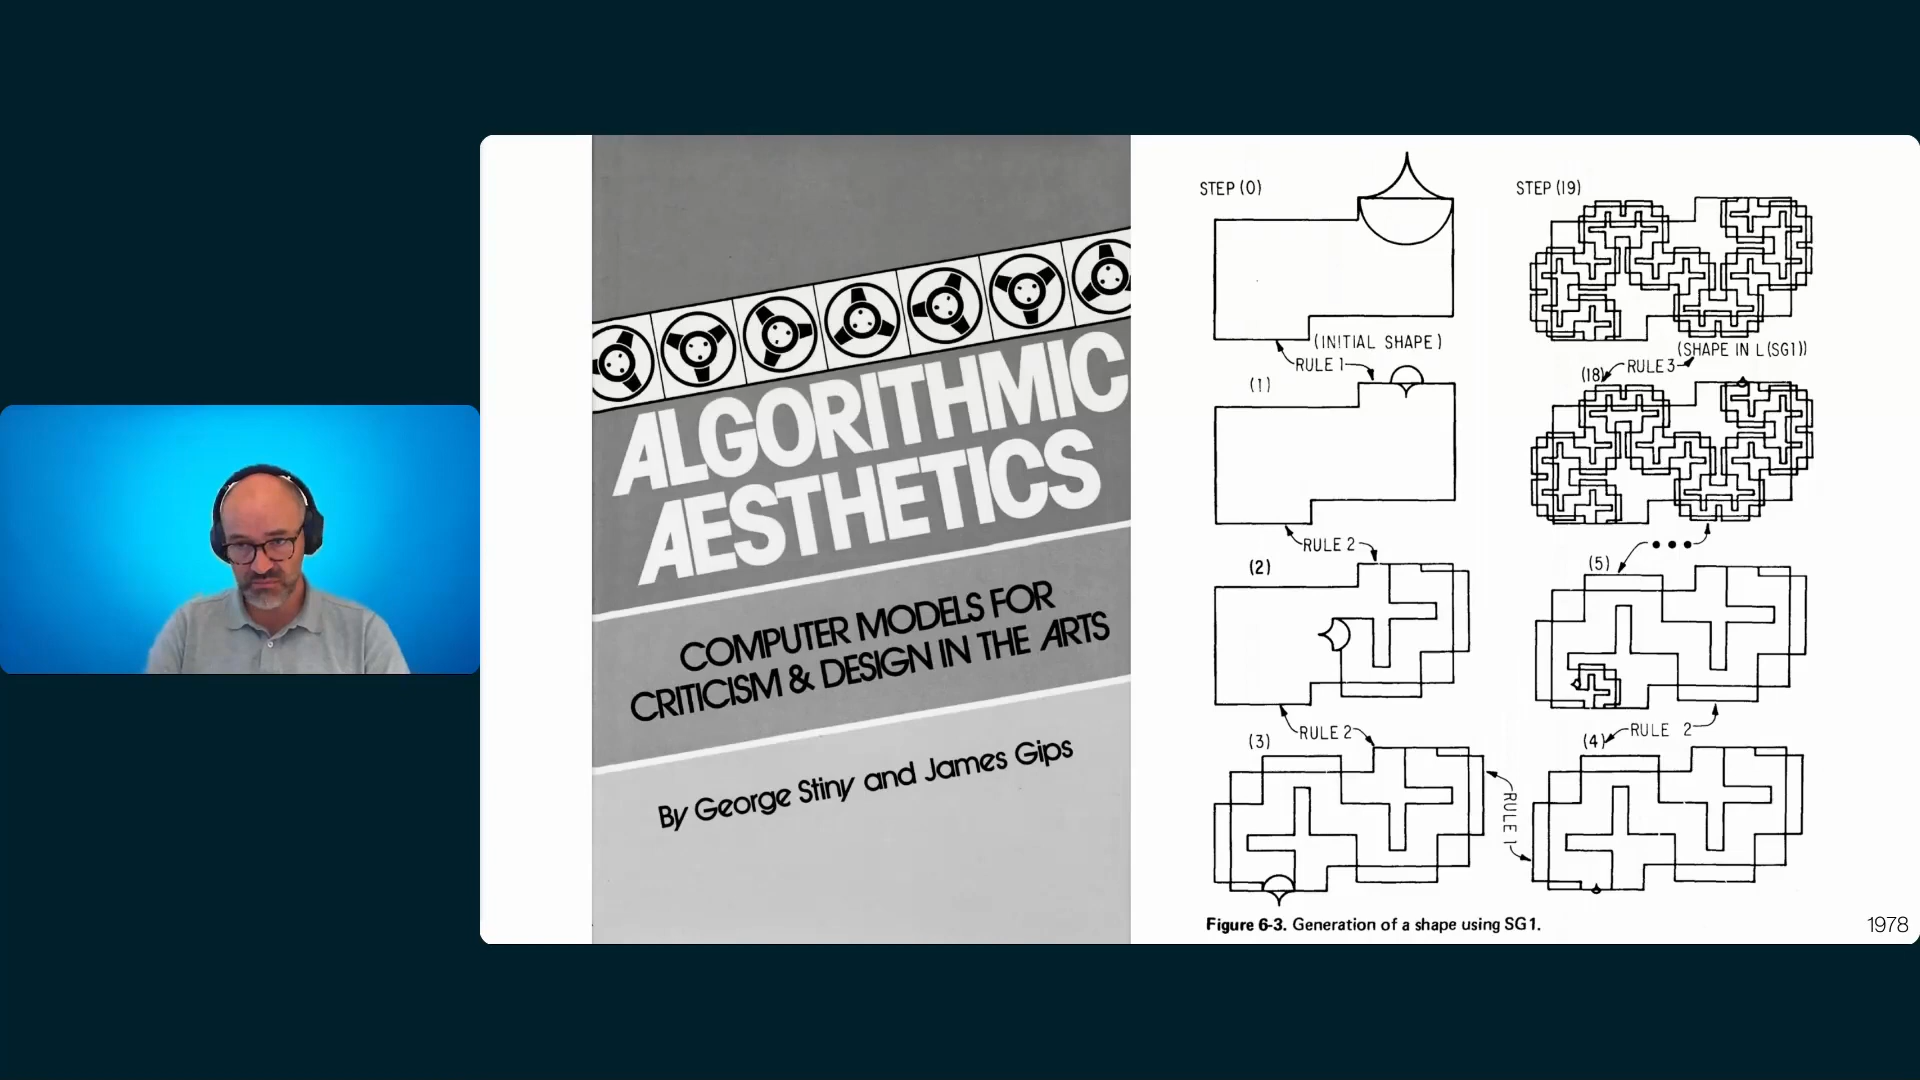 ALGORITHMIC
AESTHETICS
COMPUTER MODELS FOR
CRITICISM & DESIGN IN THE ARTS
By George Stiny and James Gips
STEP (0)
(INITIAL SHAPE)
RULE 1
(1)
RULE 2
(2)
RULE 2
(3)
RULE 1
STEP (19)
(SHAPE IN L (SG1))
RULE 3
(18)
(5)
RULE 2
(4)
Figure 6-3. Generation of a shape using SG1.
1978